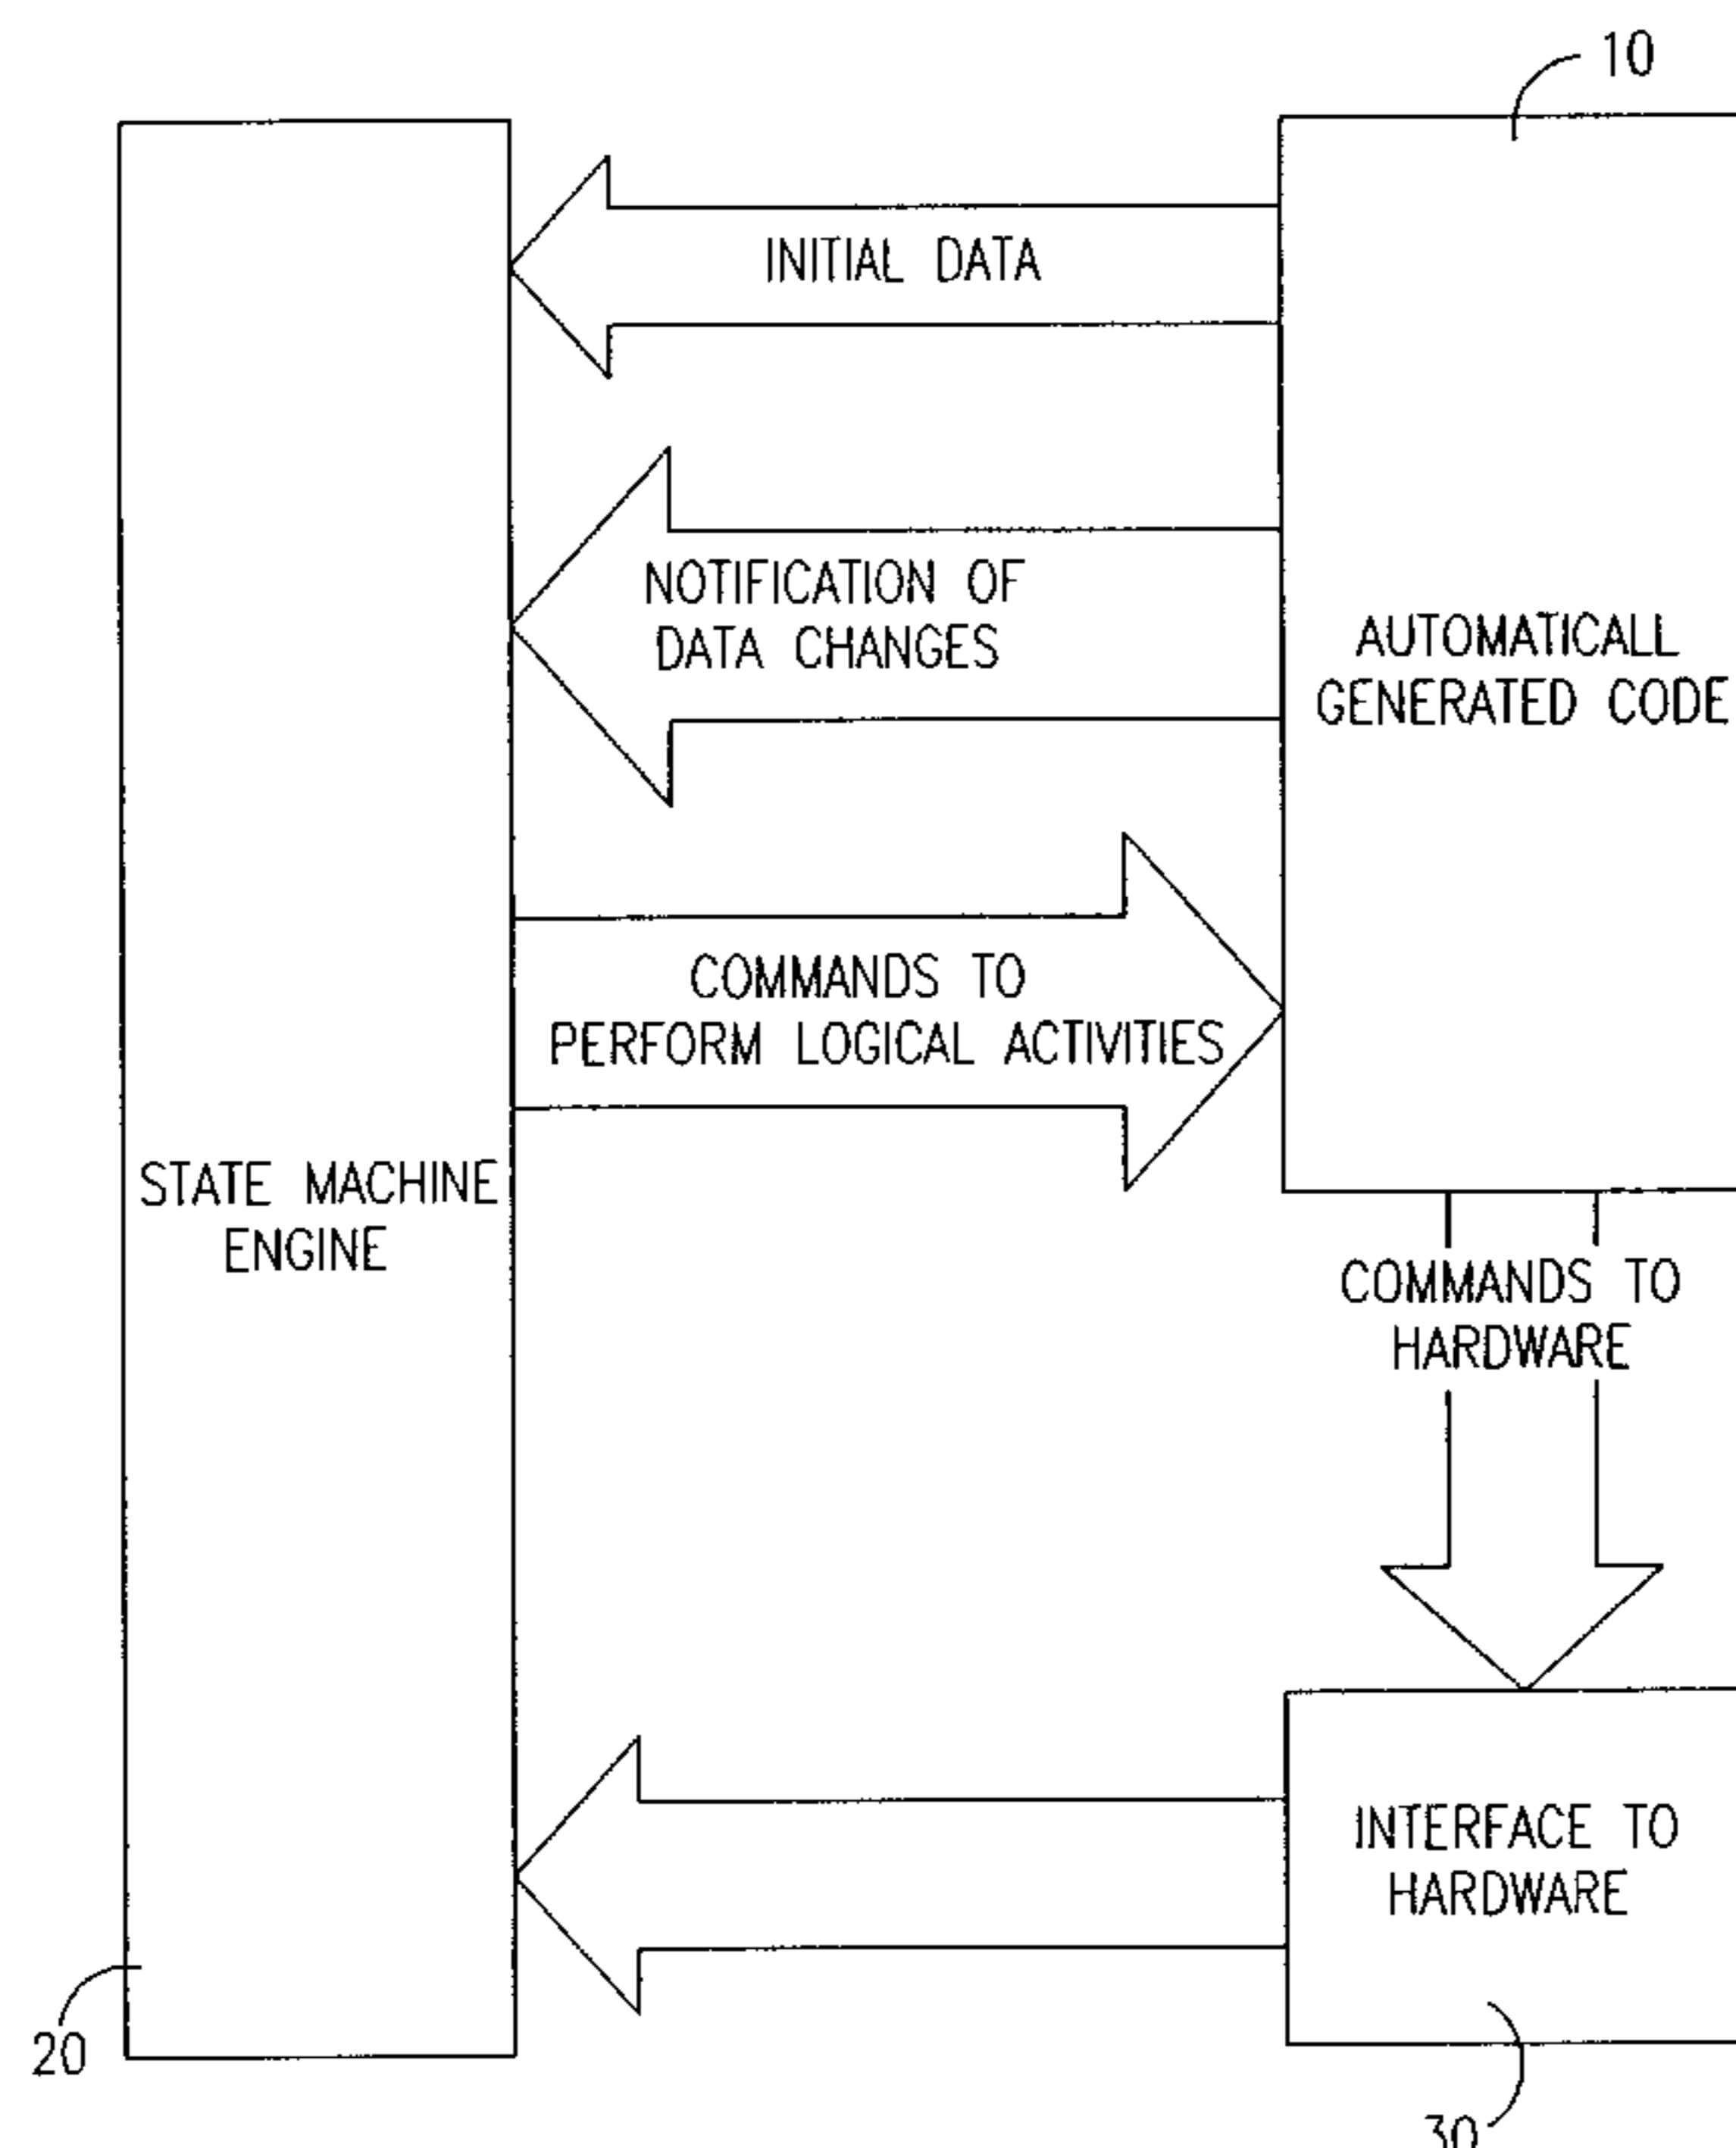 10
INITIAL DATA
NOTIFICATION OF
DATA CHANGES
AUTOMATICALL
GENERATED CODE
COMMANDS TO
PERFORM LOGICAL ACTIVITIES
STATE MACHINE
ENGINE
COMMANDS TO
HARDWARE
INTERFACE TO
HARDWARE
20
30